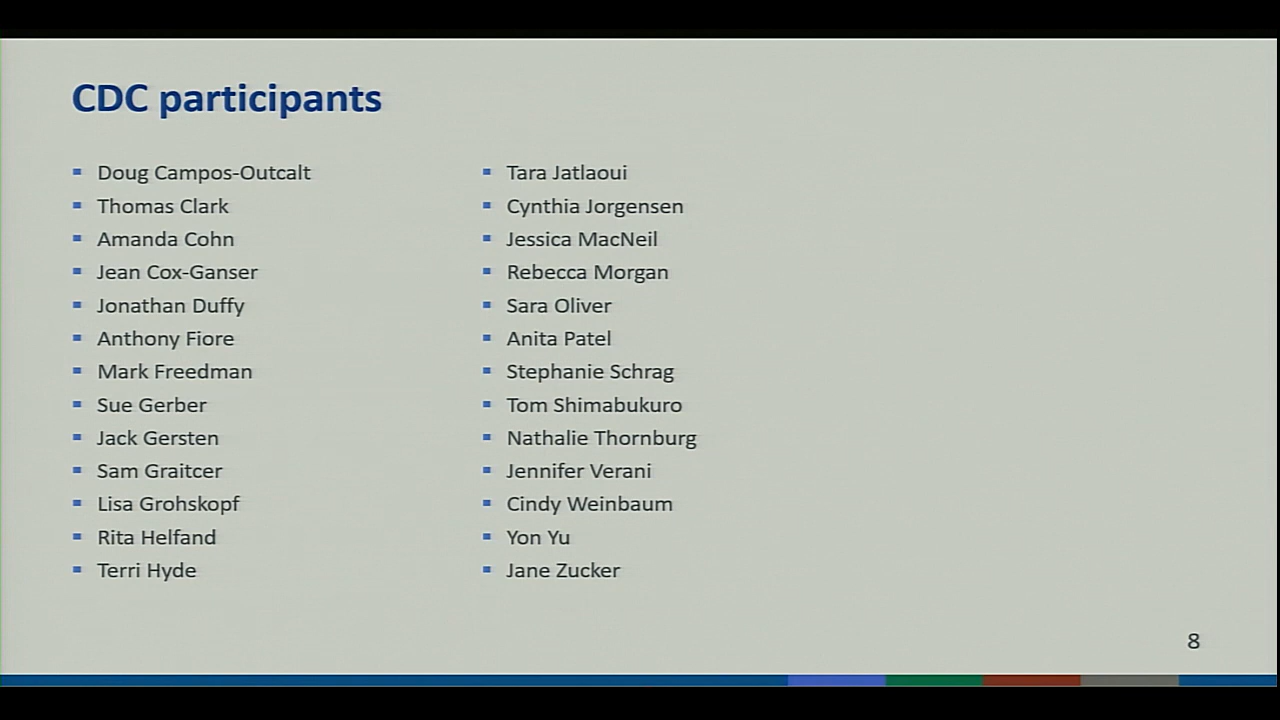 CDC participants
Doug Campos-Outcalt
Thomas Clark
Amanda Cohn
Jean Cox-Ganser
Jonathan Duffy
Anthony Fiore
Mark Freedman
Sue Gerber
Jack Gersten
Sam Graitcer
Lisa Grohskopf
Rita Helfand
Terri Hyde
Tara Jatlaoui
Cynthia Jorgensen
Jessica MacNeil
Rebecca Morgan
Sara Oliver
Anita Patel
Stephanie Schrag
Tom Shimabukuro
Nathalie Thornburg
Jennifer Verani
Cindy Weinbaum
Yon Yu
Jane Zucker
8